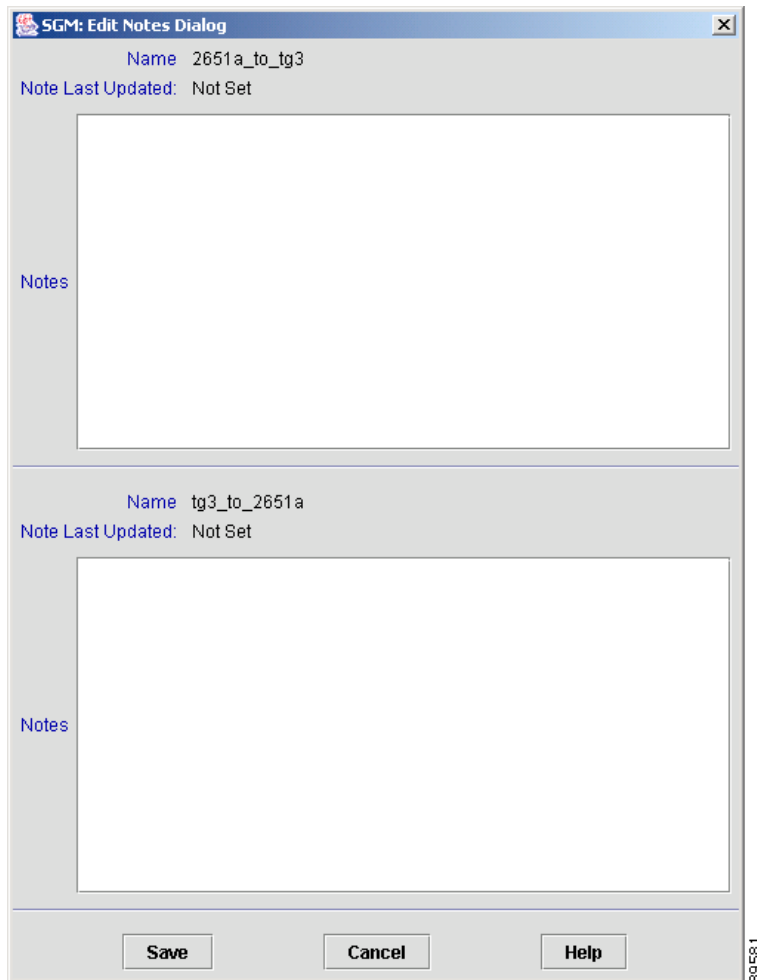 SGM: Edit Notes Dialog
Name 2651a_to_tg3
Note Last Updated: Not Set
Notes
Name tg3_to_2651a
Note Last Updated: Not Set
Notes
Save Cancel Help
89581